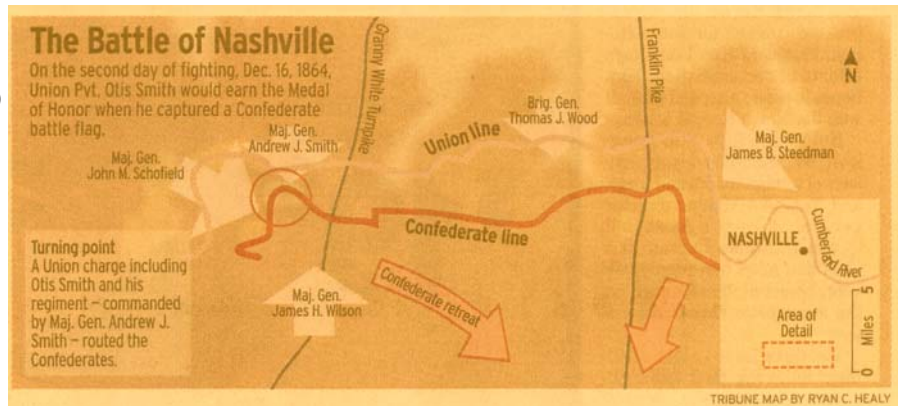 The Battle of Nashville
On the second day of fighting, Dec. 16, 1864,
Union Pvt. Otis Smith would earn the Medal
of Honor when he captured a Confederate
battle flag.
Maj. Gen.
John M. Schofield
Maj. Gen.
Andrew J. Smith
Granny White Turnpike
Union line
Brig. Gen.
Thomas J. Wood
Franklin Pike
N
Maj. Gen.
James B. Steedman
Confederate line
Turning point
A Union charge including
Otis Smith and his
regiment – commanded
by Maj. Gen. Andrew J.
Smith – routed the
Confederates.
Maj. Gen.
James H. Wilson
Confederate retreat
NASHVILLE
Cumberland River
Area of
Detail
5
Miles
0
TRIBUNE MAP BY RYAN C. HEALY